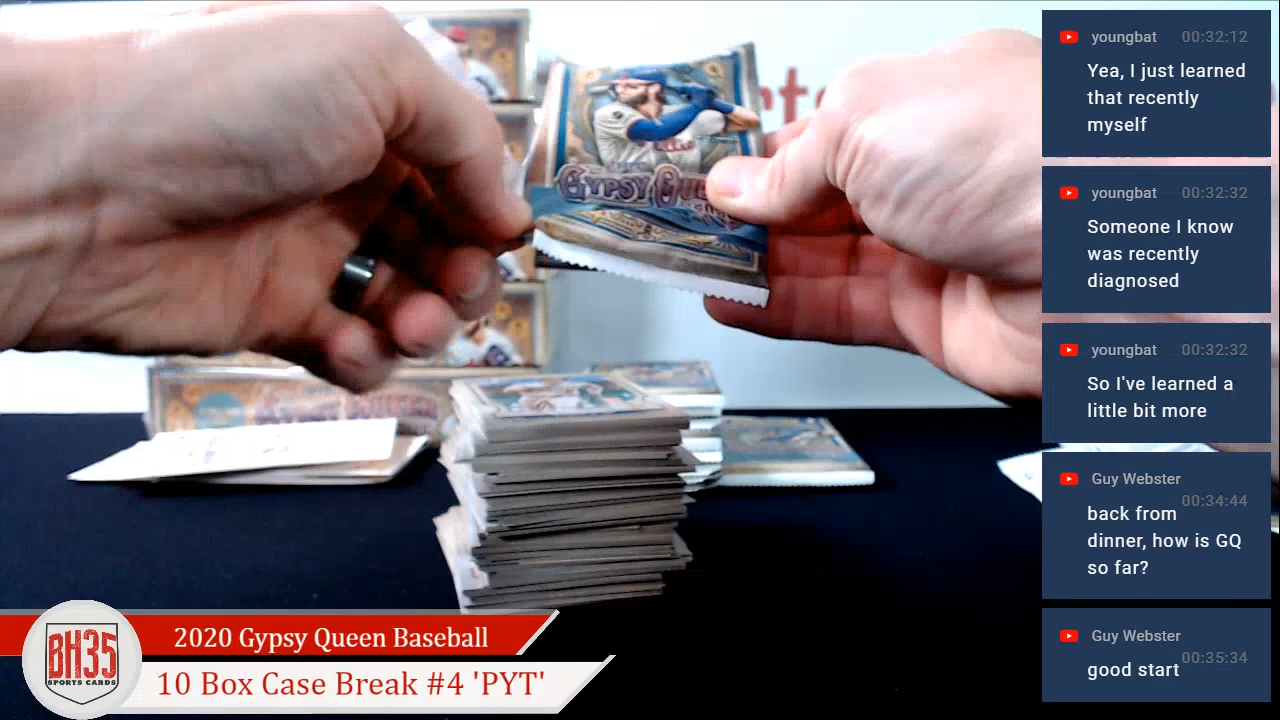 GYPSY QUEEN
youngbat 00:32:12
Yea, I just learned
that recently
myself
youngbat 00:32:32
Someone I know
was recently
diagnosed
youngbat 00:32:32
So I've learned a
little bit more
Guy Webster
00:34:44
back from
dinner, how is GQ
so far?
Guy Webster
00:35:34
good start
BH35
SPORTS CARDS
2020 Gypsy Queen Baseball
10 Box Case Break #4 'PYT'